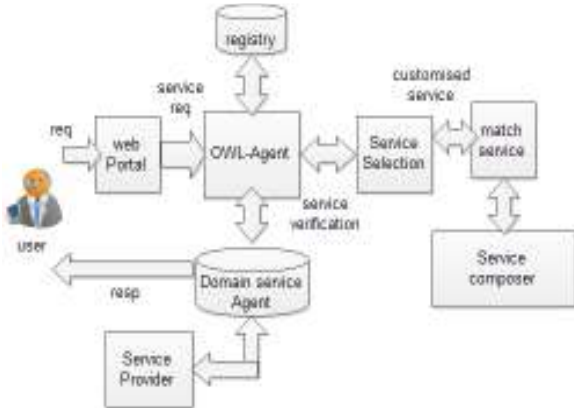 registry
customised
service
service
req
req
web
Portal
OWL-Agent
Service
Selection
match
service
service
verification
user
resp
Domain service
Agent
Service
composer
Service
Provider